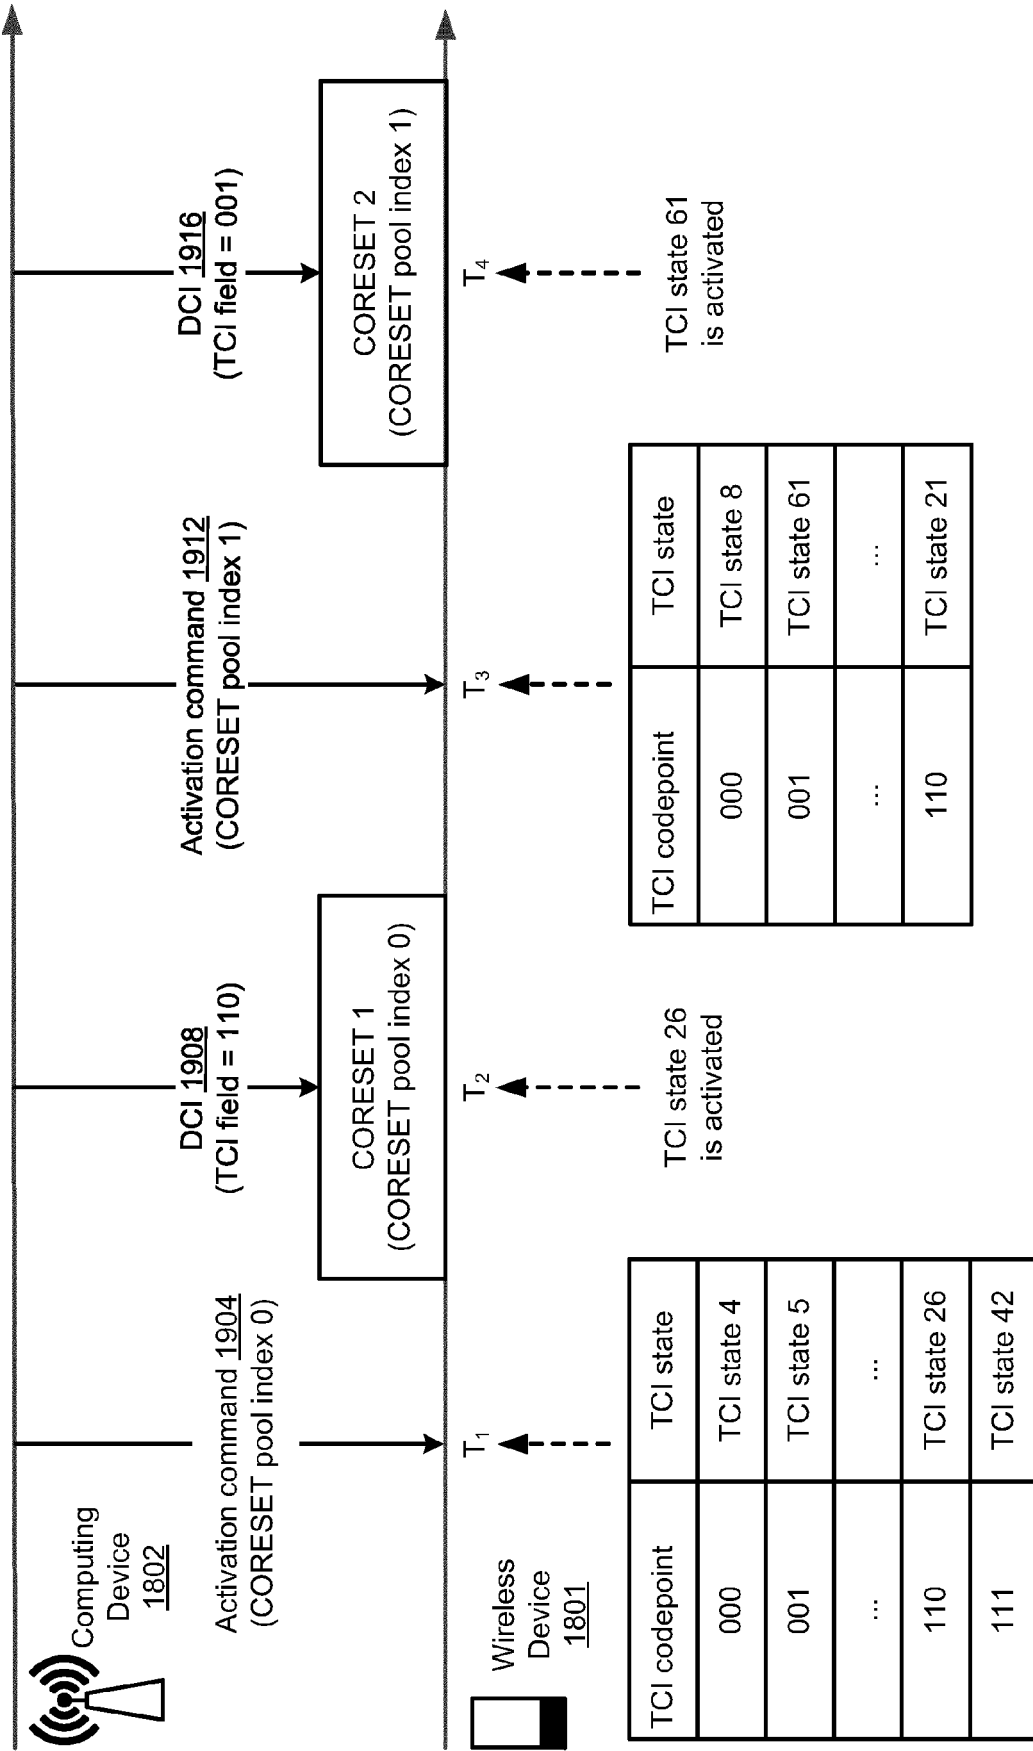 Computing
Device
1802
Activation command 1904
(CORESET pool index 0)
DCI 1908
(TCI field = 110)
CORESET 1
(CORESET pool index 0)
Activation command 1912
(CORESET pool index 1)
DCI 1916
(TCI field = 001)
CORESET 2
(CORESET pool index 1)
Wireless
Device
1801
T1
T2
T3
T4
TCI state 26
is activated
TCI state 61
is activated
TCI codepoint TCI state
000 TCI state 4
001 TCI state 5
... ...
110 TCI state 26
111 TCI state 42
TCI codepoint TCI state
000 TCI state 8
001 TCI state 61
... ...
110 TCI state 21